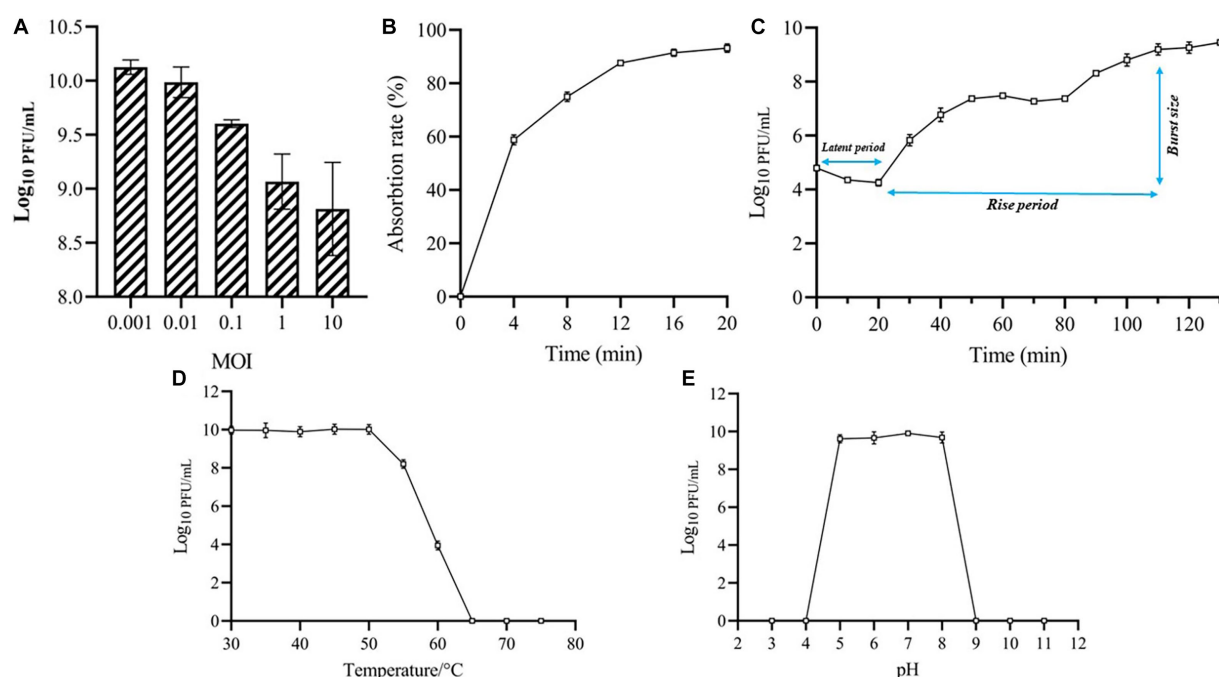 A
10.5
10.0
9.5
9.0
8.5
8.0
Log10 PFU/mL
0.001 0.01 0.1 1 10
MOI
B
100
80
60
40
20
0
Absorbtion rate (%)
0 4 8 12 16 20
Time (min)
C
10
8
6
4
2
0
Log10 PFU/mL
Latent period
Rise period
Burst size
0 20 40 60 80 100 120
Time (min)
D
12
10
8
6
4
2
0
Log10 PFU/mL
30 40 50 60 70 80
Temperature/°C
E
12
10
8
6
4
2
0
Log10 PFU/mL
2 3 4 5 6 7 8 9 10 11 12
pH